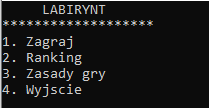 LABIRYNT
*******************
1. Zagraj
2. Ranking
3. Zasady gry
4. Wyjscie